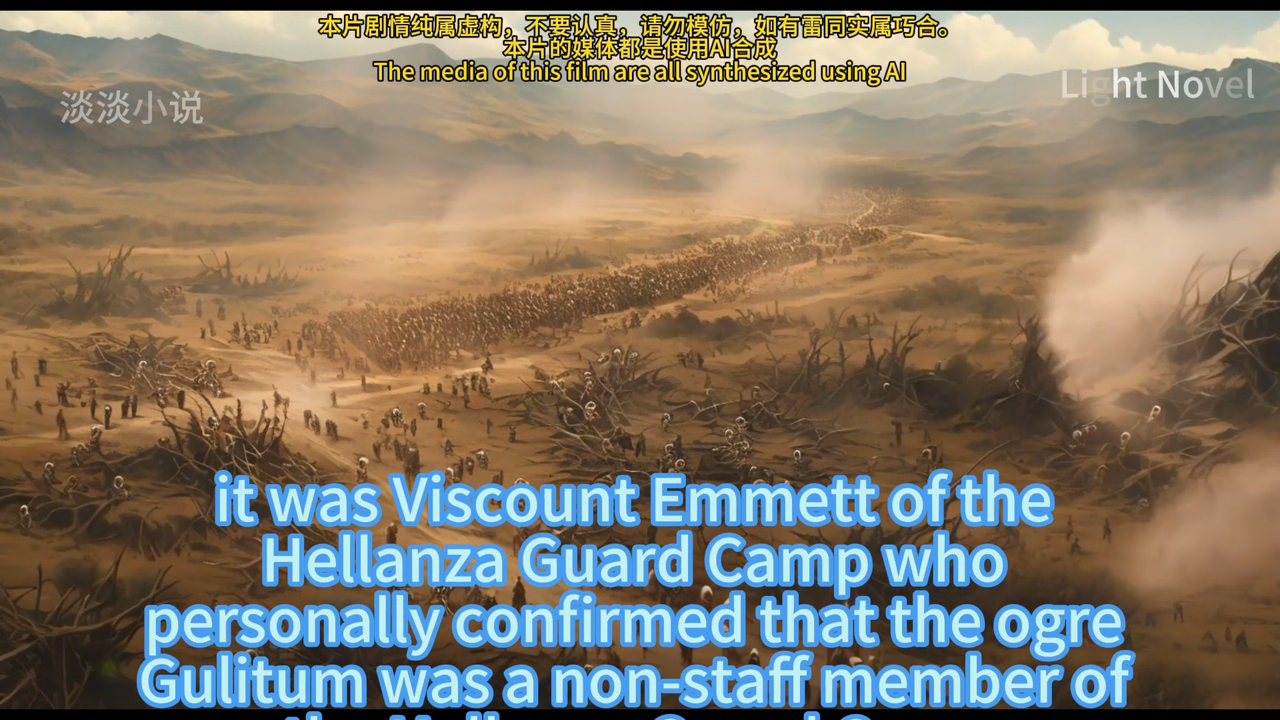 本片剧情纯属虚构，不要认真，请勿模仿，如有雷同实属巧合。
本片的媒体都是使用AI合成
The media of this film are all synthesized using AI
淡淡小说
Light Novel
it was Viscount Emmett of the
Hellanza Guard Camp who
personally confirmed that the ogre
Gulitum was a non-staff member of